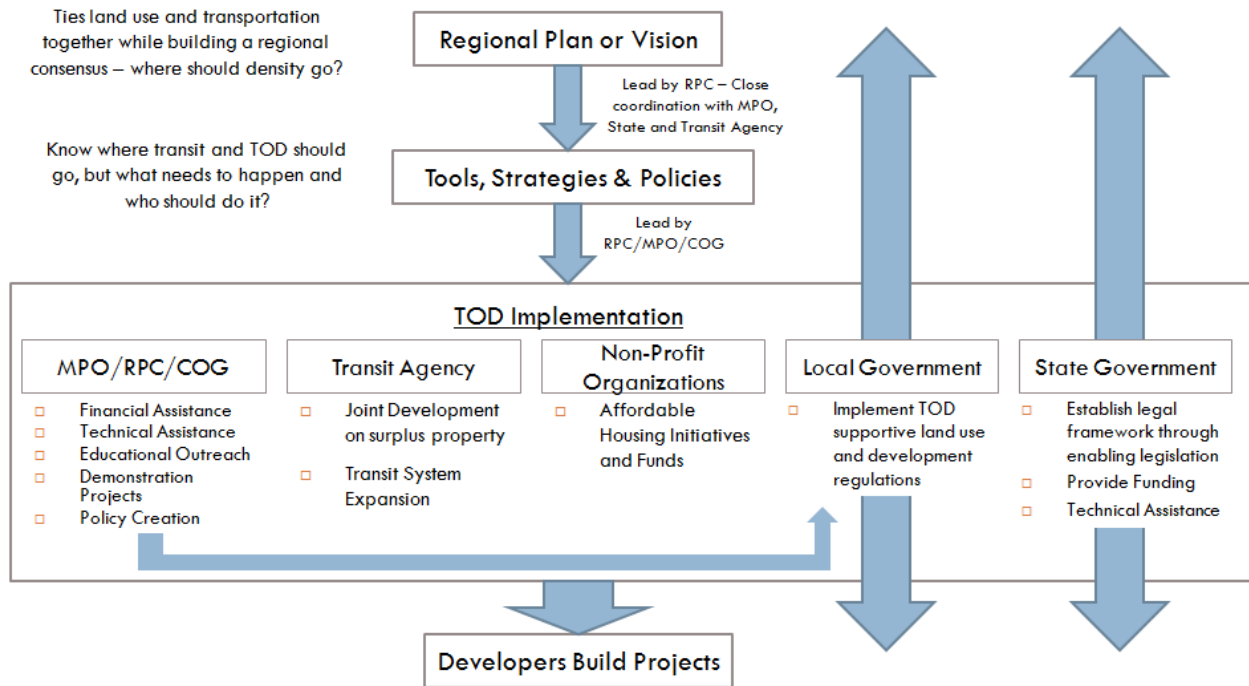 Ties land use and transportation
together while building a regional
consensus – where should density go?
Regional Plan or Vision
Lead by RPC – Close
coordination with MPO,
State and Transit Agency
Know where transit and TOD should
go, but what needs to happen and
who should do it?
Tools, Strategies & Policies
Lead by
RPC/MPO/COG
TOD Implementation
MPO/RPC/COG
Financial Assistance
Technical Assistance
Educational Outreach
Demonstration
Projects
Policy Creation
Transit Agency
Joint Development
on surplus property
Transit System
Expansion
Non-Profit
Organizations
Affordable
Housing Initiatives
and Funds
Local Government
Implement TOD
supportive land use
and development
regulations
State Government
Establish legal
framework through
enabling legislation
Provide Funding
Technical Assistance
Developers Build Projects